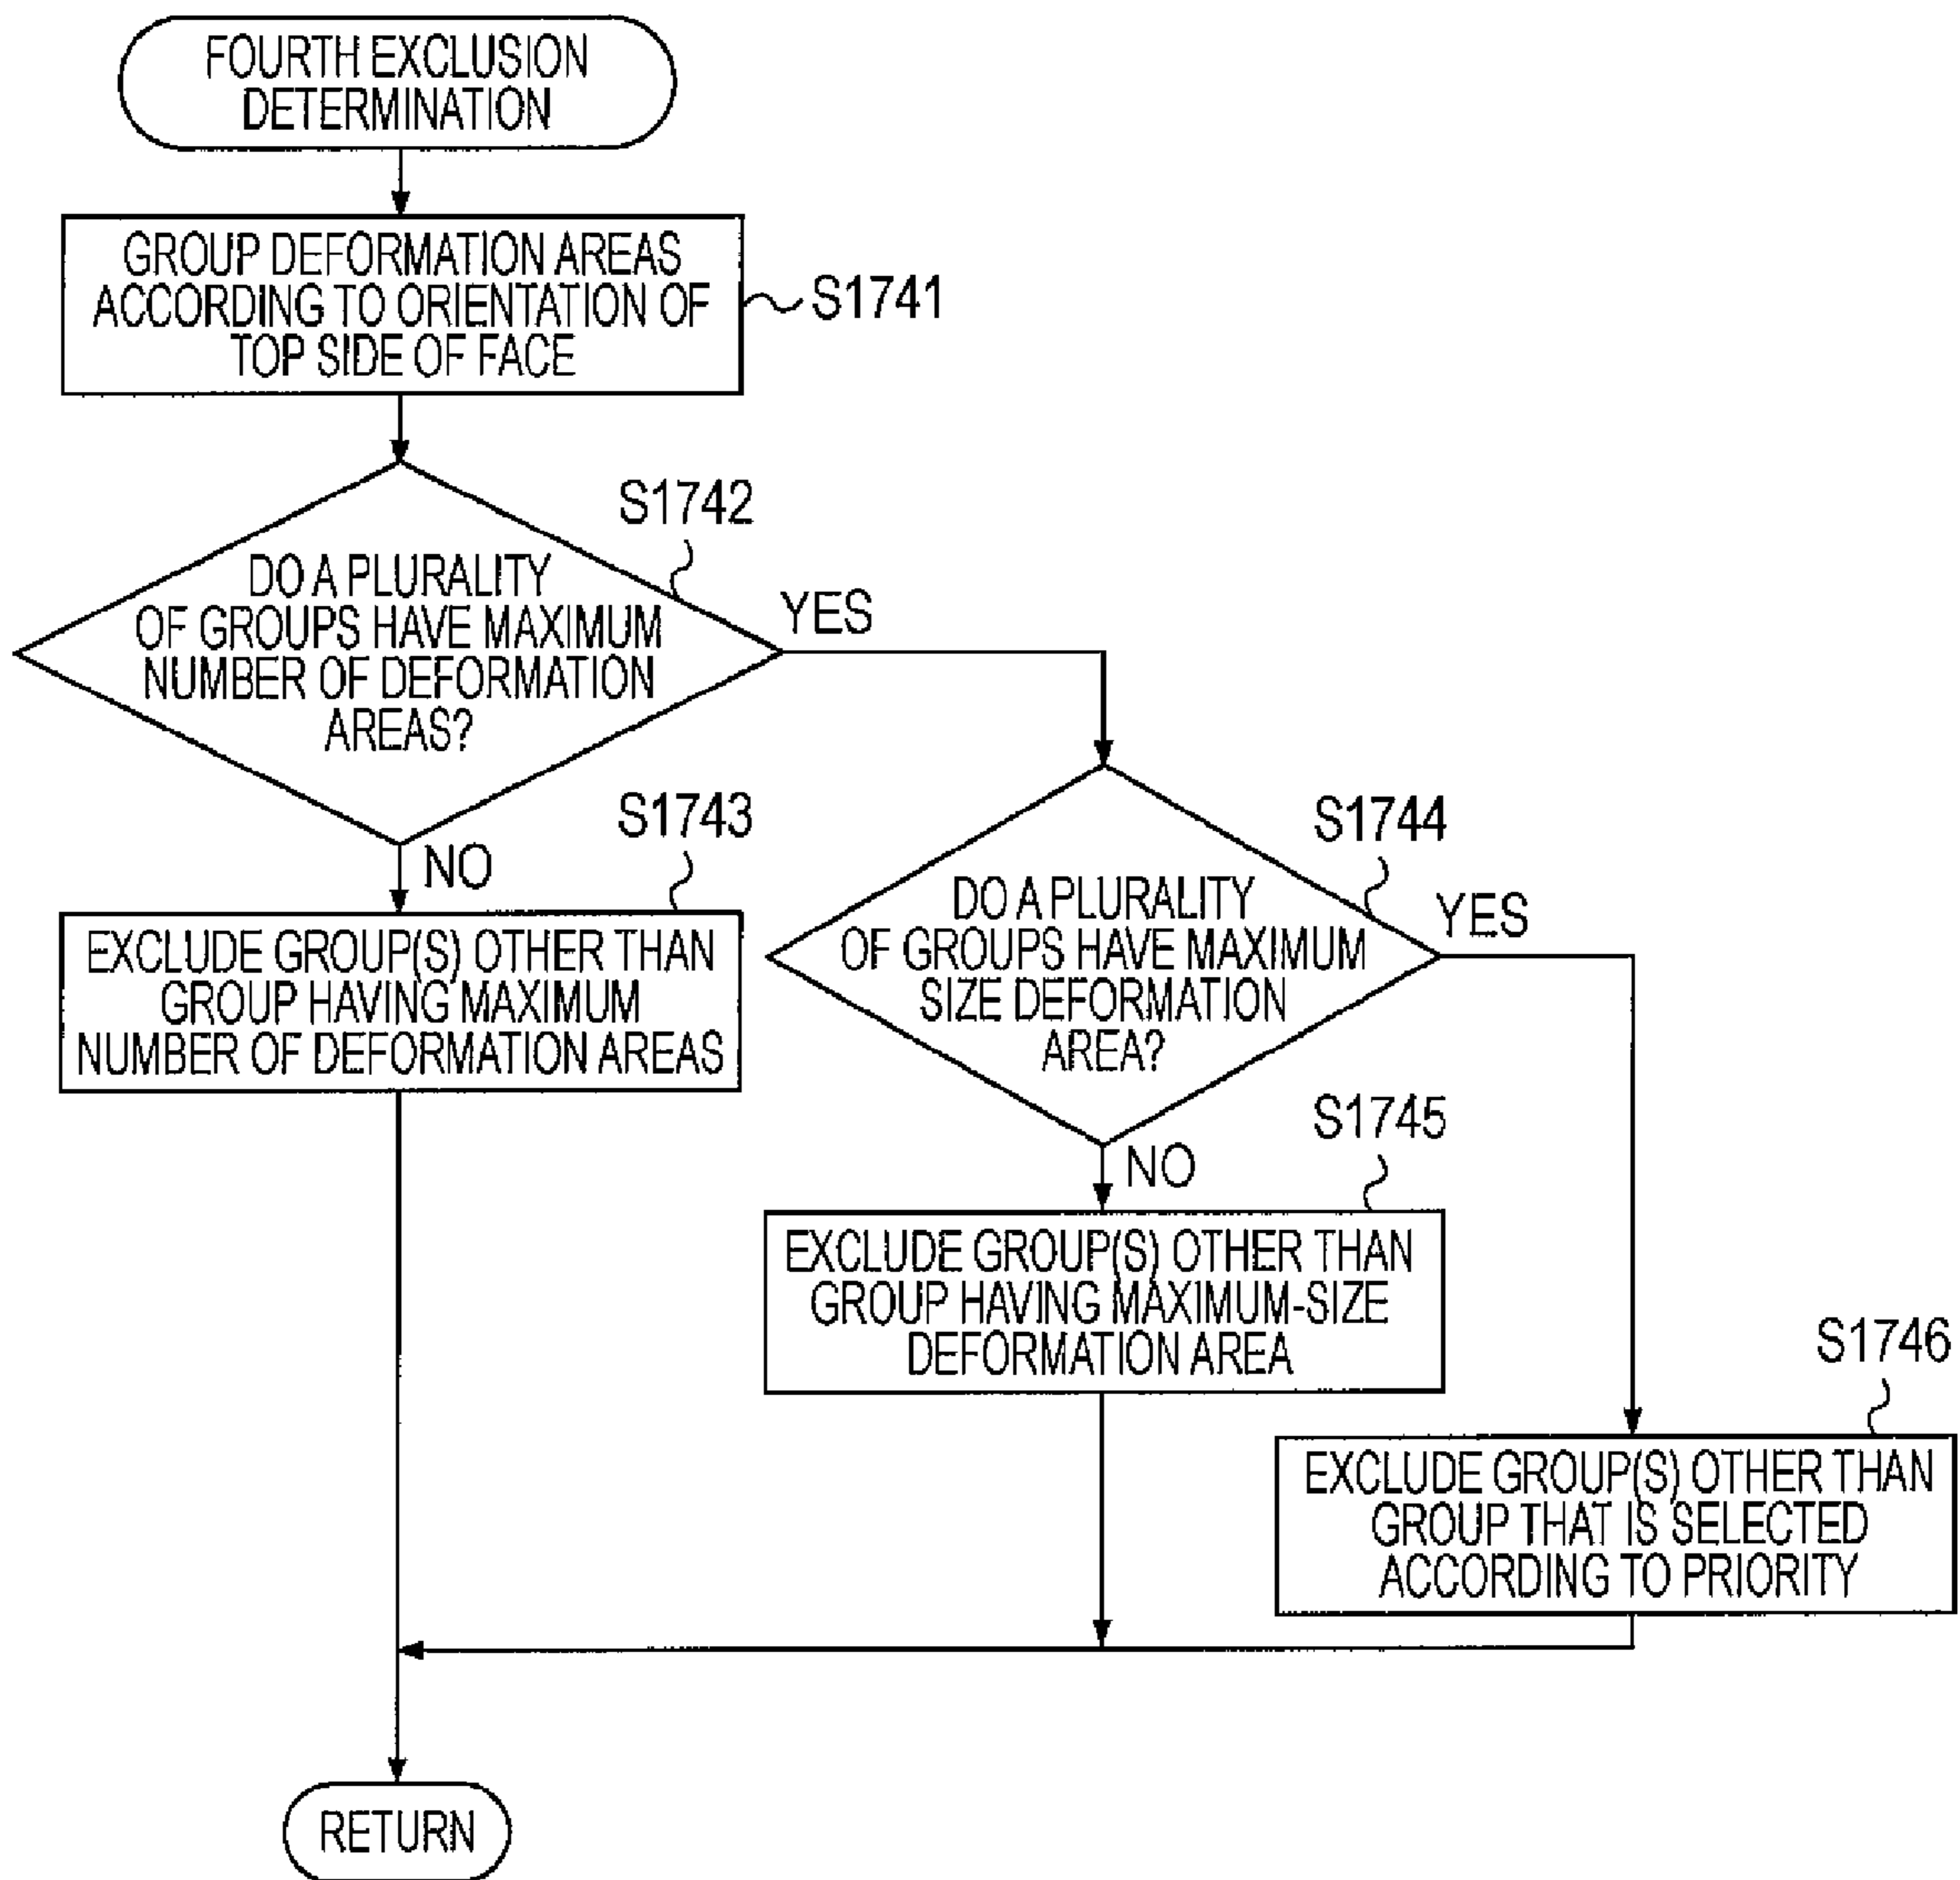 FOURTH EXCLUSION
DETERMINATION
GROUP DEFORMATION AREAS
ACCORDING TO ORIENTATION OF
TOP SIDE OF FACE
S1741
S1742
DO A PLURALITY
OF GROUPS HAVE MAXIMUM
NUMBER OF DEFORMATION
AREAS?
YES
NO
S1743
EXCLUDE GROUP(S) OTHER THAN
GROUP HAVING MAXIMUM
NUMBER OF DEFORMATION AREAS
S1744
DO A PLURALITY
OF GROUPS HAVE MAXIMUM
SIZE DEFORMATION
AREA?
YES
NO
S1745
EXCLUDE GROUP(S) OTHER THAN
GROUP HAVING MAXIMUM-SIZE
DEFORMATION AREA
S1746
EXCLUDE GROUP(S) OTHER THAN
GROUP THAT IS SELECTED
ACCORDING TO PRIORITY
RETURN